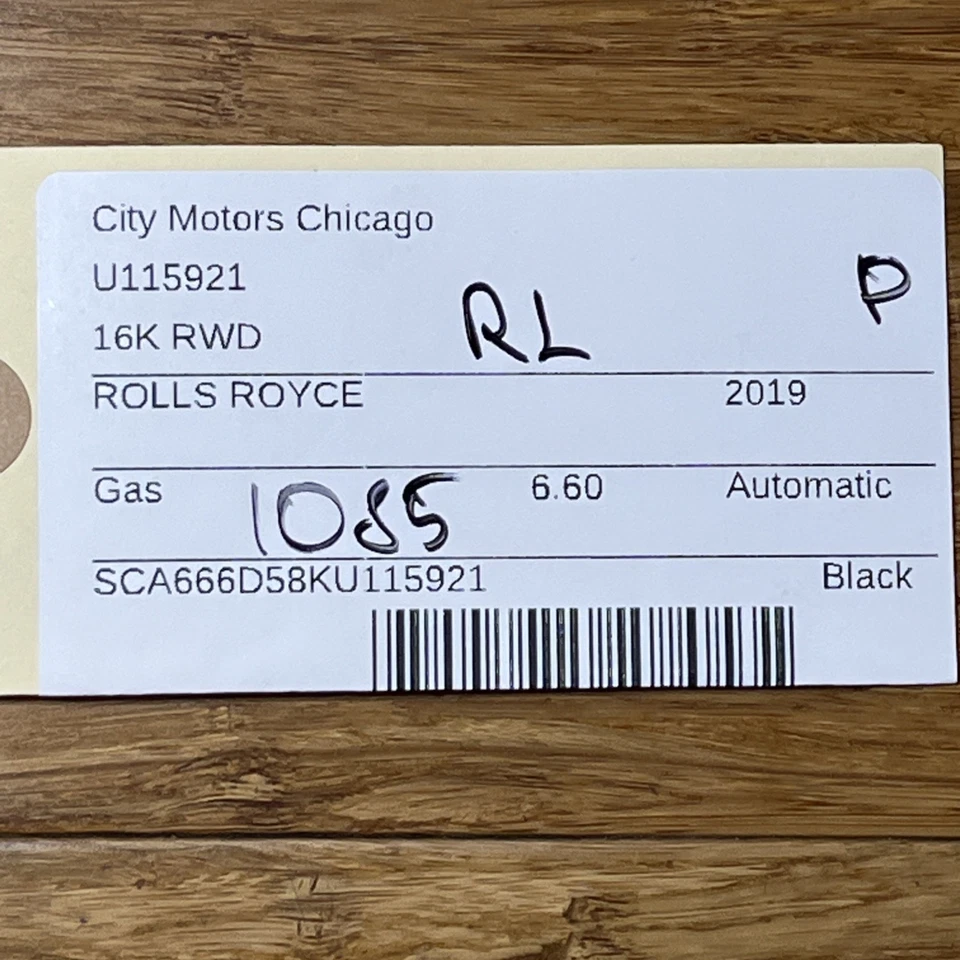 City Motors Chicago
U115921
16K RWD RL P
ROLLS ROYCE 2019
Gas 1085 6.60 Automatic
SCA666D58KU115921 Black